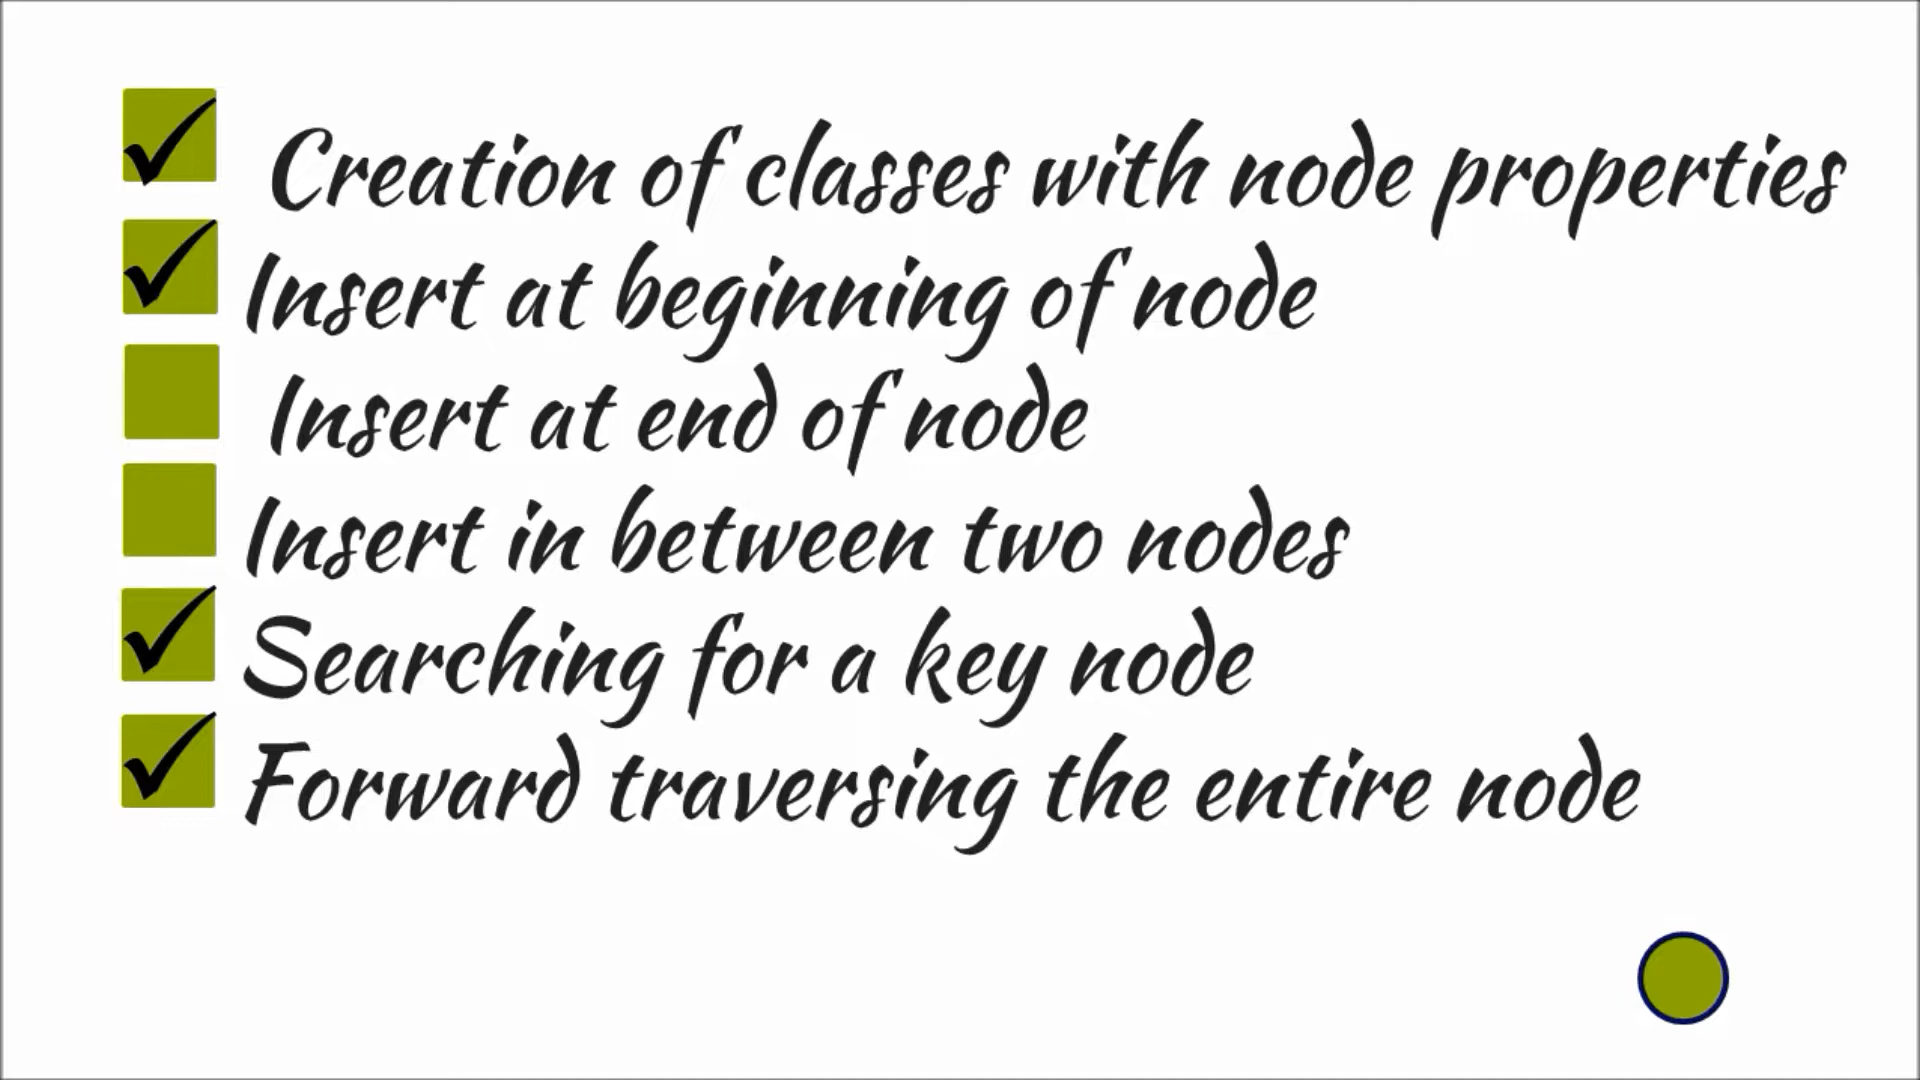 Creation of classes with node properties
Insert at beginning of node
Insert at end of node
Insert in between two nodes
Searching for a key node
Forward traversing the entire node